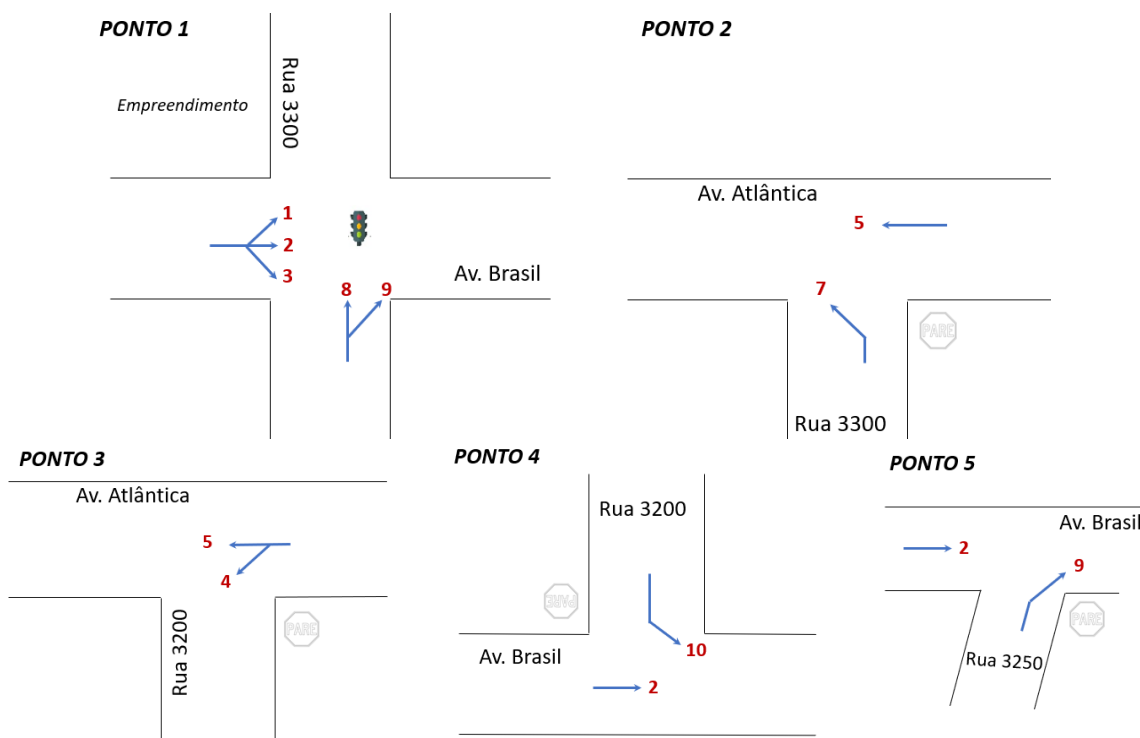 PONTO 1
Rua 3300
Empreendimento
1
2
3
8
9
Av. Brasil
PONTO 2
Av. Atlântica
5
7
PARE
Rua 3300
PONTO 3
Av. Atlântica
5
4
PARE
Rua 3200
PONTO 4
Rua 3200
PARE
10
Av. Brasil
2
PONTO 5
Av. Brasil
2
9
PARE
Rua 3250